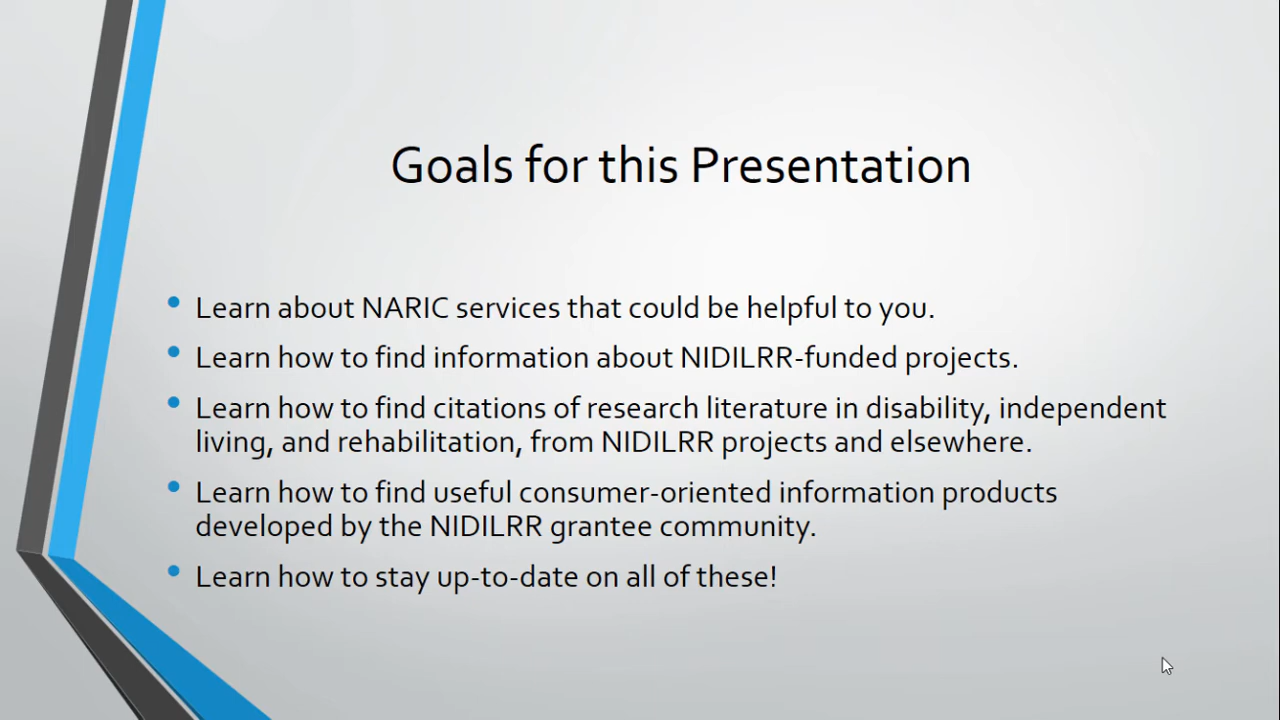 Goals for this Presentation
• Learn about NARIC services that could be helpful to you.
• Learn how to find information about NIDILRR-funded projects.
• Learn how to find citations of research literature in disability, independent
living, and rehabilitation, from NIDILRR projects and elsewhere.
• Learn how to find useful consumer-oriented information products
developed by the NIDILRR grantee community.
• Learn how to stay up-to-date on all of these!